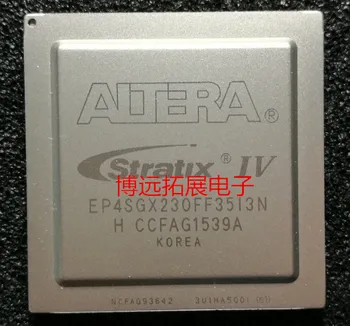 ALTERA®
Stratix® IV
博远拓展电子
EP4SGX230FF35I3N
H CCFAG1539A
KOREA